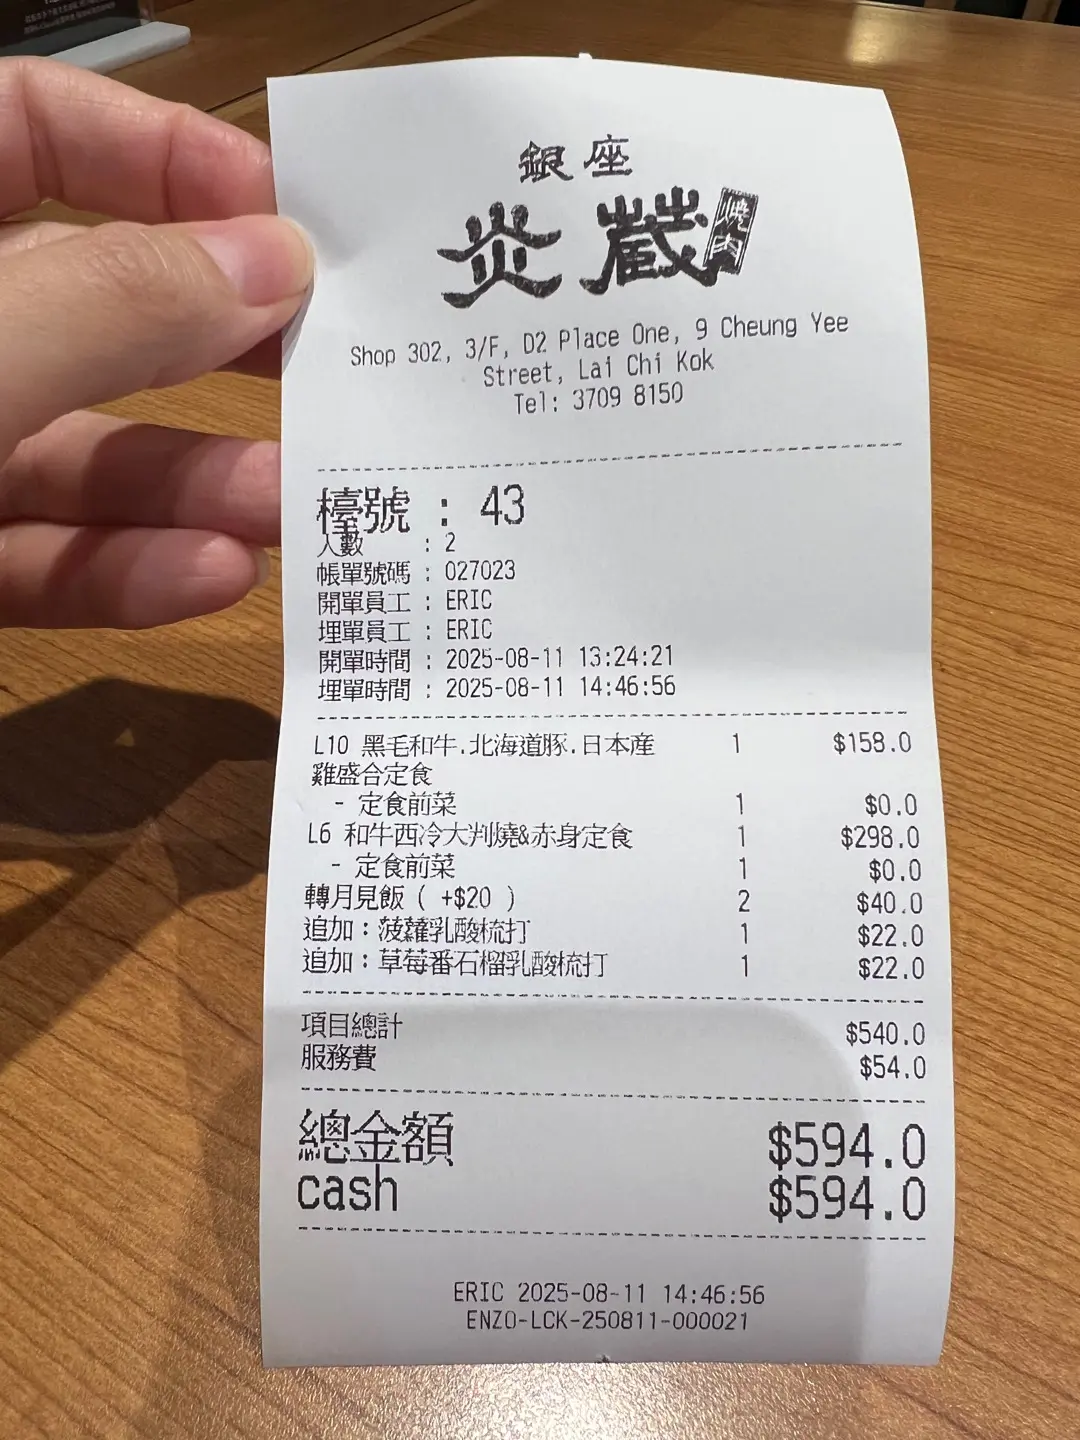 銀座
炎蔵 焼肉
Shop 302, 3/F, D2 Place One, 9 Cheung Yee
Street, Lai Chi Kok
Tel: 3709 8150
檯號 : 43
人數 : 2
帳單號碼 : 027023
開單員工 : ERIC
埋單員工 : ERIC
開單時間 : 2025-08-11 13:24:21
埋單時間 : 2025-08-11 14:46:56
L10 黑毛和牛.北海道豚.日本産 1 $158.0
雞盛合定食
- 定食前菜 1 $0.0
L6 和牛西冷大判燒&赤身定食 1 $298.0
- 定食前菜 1 $0.0
轉月見飯 ( +$20 ) 2 $40.0
追加：菠蘿乳酸梳打 1 $22.0
追加：草莓番石榴乳酸梳打 1 $22.0
項目總計 $540.0
服務費 $54.0
總金額 $594.0
cash $594.0
ERIC 2025-08-11 14:46:56
ENZO-LCK-250811-000021